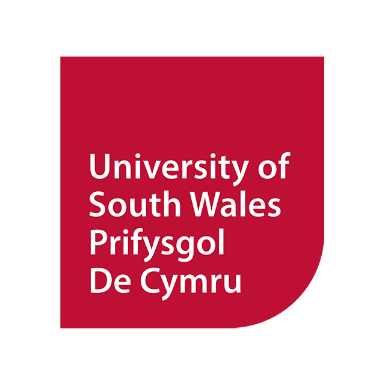 University of
South Wales
Prifysgol
De Cymru